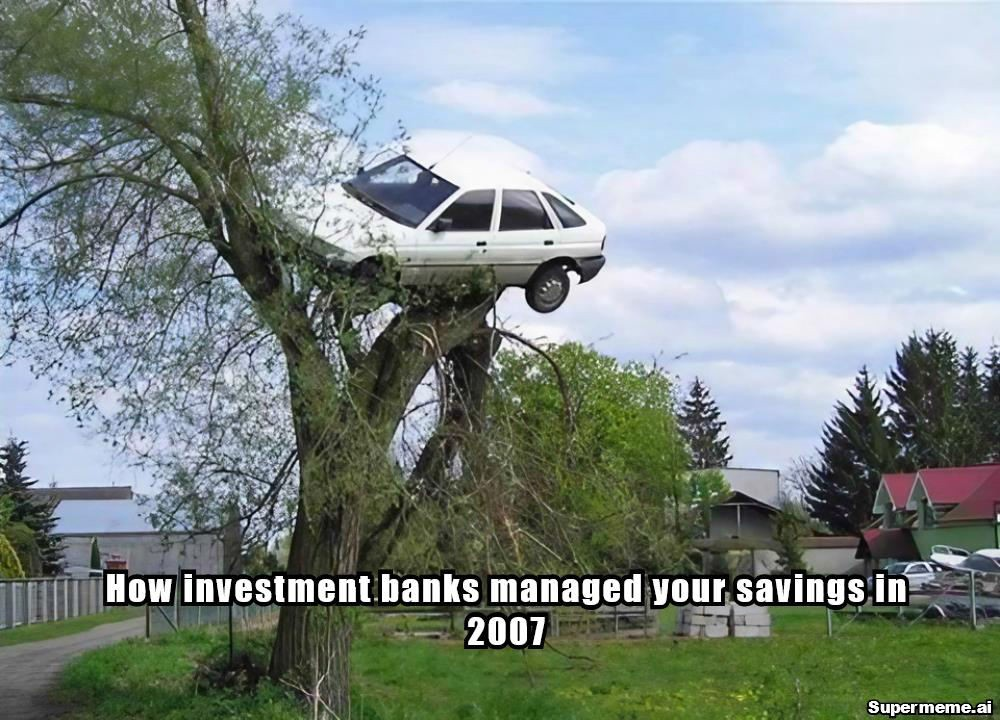 How investment banks managed your savings in
2007
Supermeme.ai